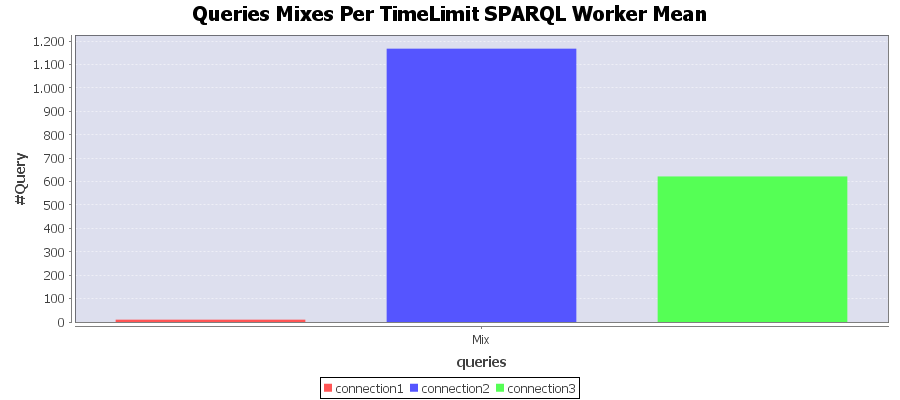 Queries Mixes Per TimeLimit SPARQL Worker Mean
1.200
1.100
1.000
900
800
700
600
500
400
300
200
100
0
#Query
Mix
queries
connection1 connection2 connection3